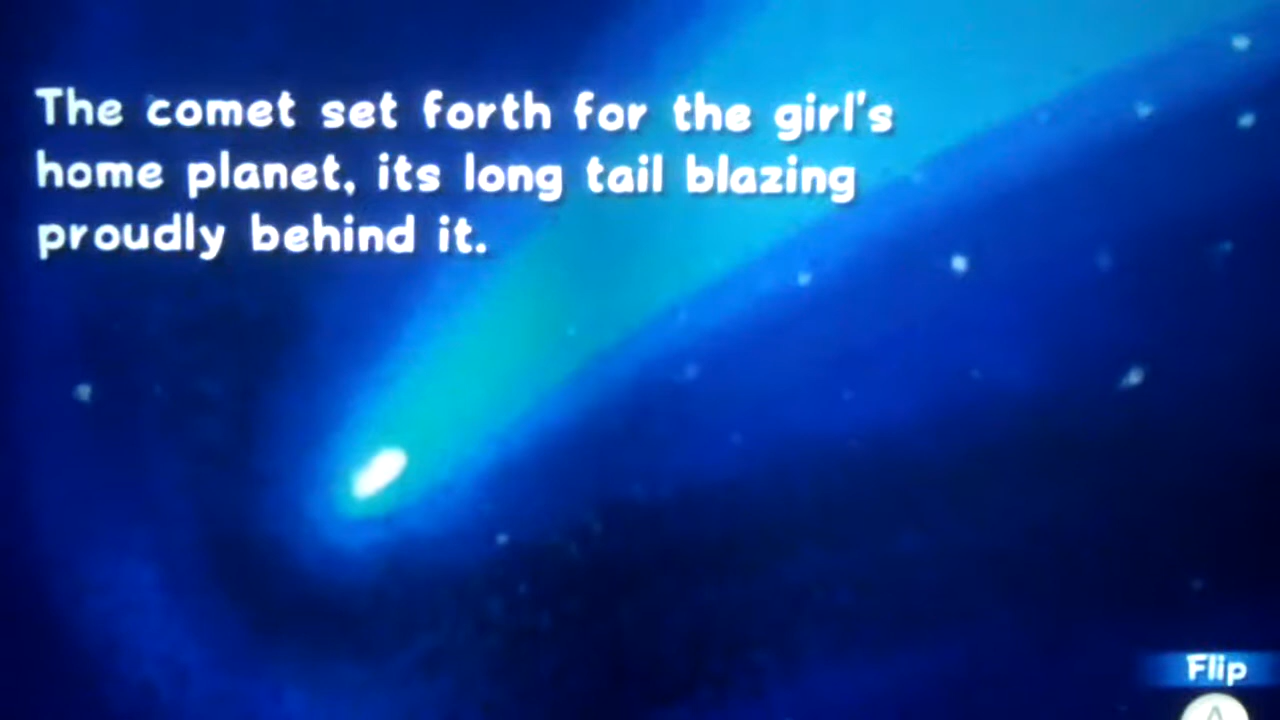 The comet set forth for the girl's
home planet, its long tail blazing
proudly behind it.
Flip
A